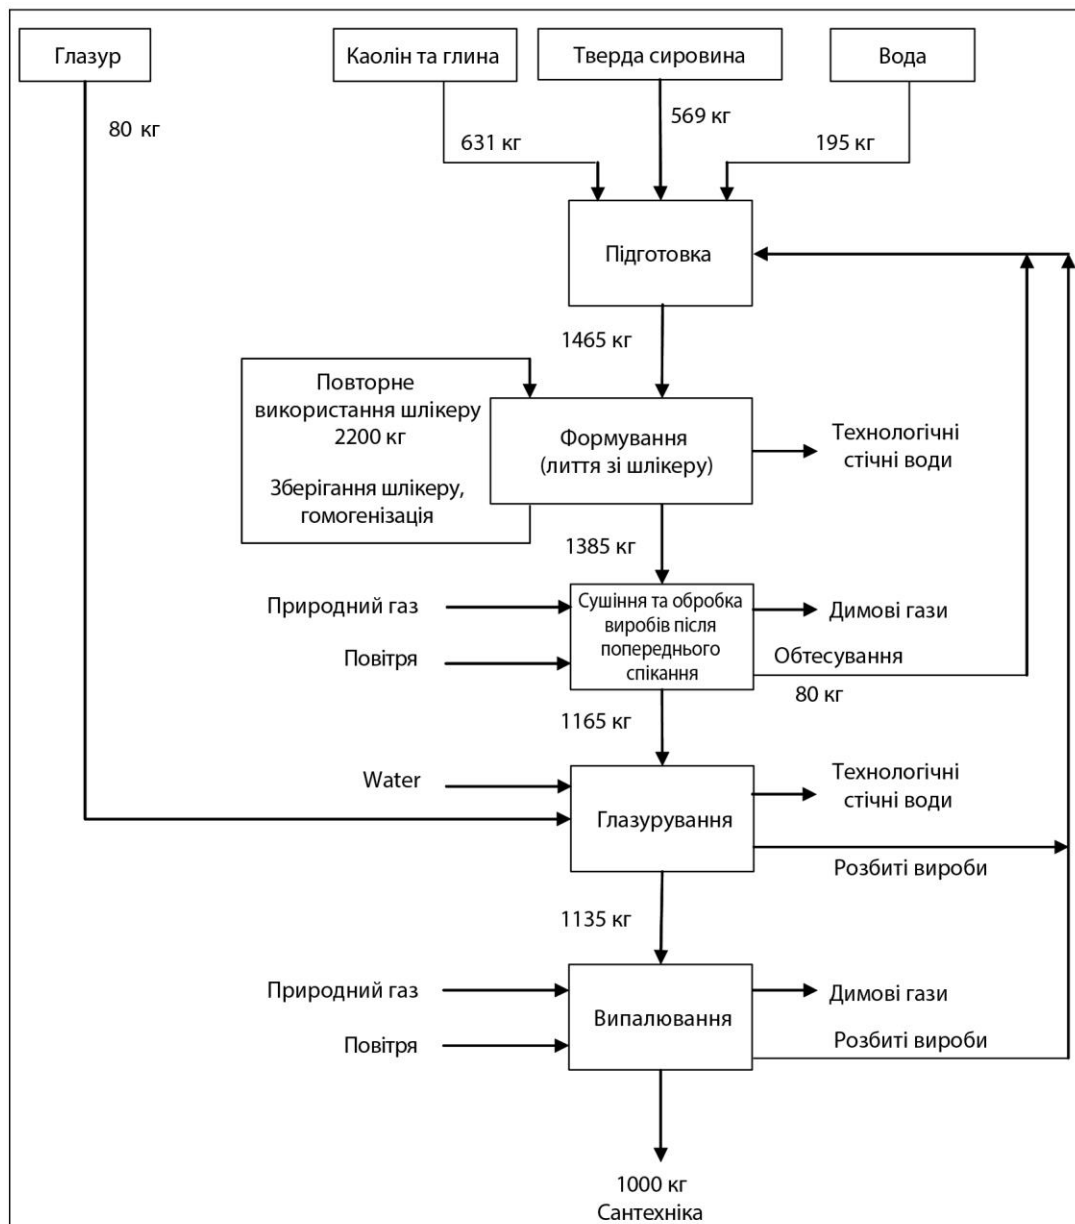 Глазур
Каолін та глина
Тверда сировина
Вода
80 кг
631 кг
569 кг
195 кг
Підготовка
1465 кг
Повторне
використання шлікеру
2200 кг
Зберігання шлікеру,
гомогенізація
Формування
(лиття зі шлікеру)
Технологічні
стічні води
1385 кг
Природний газ
Повітря
Сушіння та обробка
виробів після
попереднього
спікання
Димові гази
Обтесування
80 кг
1165 кг
Water
Глазурування
Технологічні
стічні води
Розбиті вироби
1135 кг
Природний газ
Повітря
Випалювання
Димові гази
Розбиті вироби
1000 кг
Сантехніка